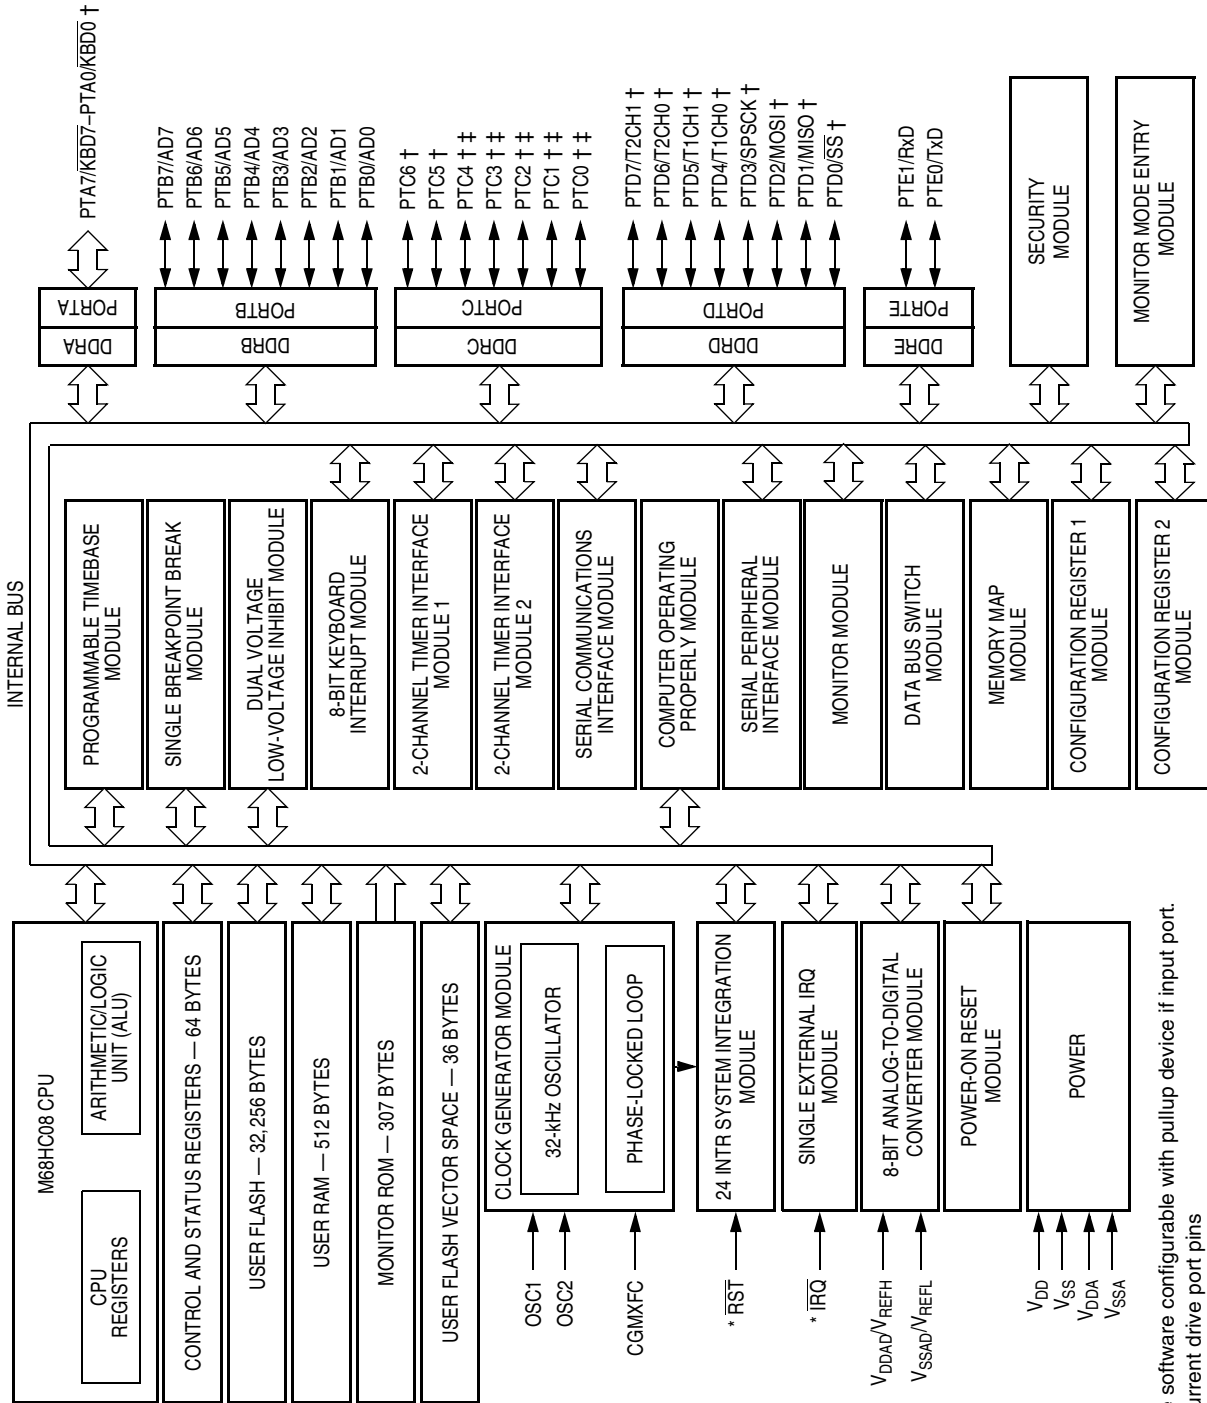 INTERNAL BUS
M68HC08 CPU
CPU
REGISTERS
ARITHMETIC/LOGIC
UNIT (ALU)
CONTROL AND STATUS REGISTERS — 64 BYTES
USER FLASH — 32,256 BYTES
USER RAM — 512 BYTES
MONITOR ROM — 307 BYTES
USER FLASH VECTOR SPACE — 36 BYTES
CLOCK GENERATOR MODULE
32-kHz OSCILLATOR
PHASE-LOCKED LOOP
OSC1
OSC2
CGMXFC
24 INTR SYSTEM INTEGRATION
MODULE
* RST
SINGLE EXTERNAL IRQ
MODULE
* IRQ
8-BIT ANALOG-TO-DIGITAL
CONVERTER MODULE
VDDAD/VREFH
VSSAD/VREFL
POWER-ON RESET
MODULE
POWER
VDD
VSS
VDDA
VSSA
PROGRAMMABLE TIMEBASE
MODULE
SINGLE BREAKPOINT BREAK
MODULE
DUAL VOLTAGE
LOW-VOLTAGE INHIBIT MODULE
8-BIT KEYBOARD
INTERRUPT MODULE
2-CHANNEL TIMER INTERFACE
MODULE 1
2-CHANNEL TIMER INTERFACE
MODULE 2
SERIAL COMMUNICATIONS
INTERFACE MODULE
COMPUTER OPERATING
PROPERLY MODULE
SERIAL PERIPHERAL
INTERFACE MODULE
MONITOR MODULE
DATA BUS SWITCH
MODULE
MEMORY MAP
MODULE
CONFIGURATION REGISTER 1
MODULE
CONFIGURATION REGISTER 2
MODULE
DDRA
PORTA
PTA7/KBD7–PTA0/KBD0 †
DDRB
PORTB
PTB7/AD7
PTB6/AD6
PTB5/AD5
PTB4/AD4
PTB3/AD3
PTB2/AD2
PTB1/AD1
PTB0/AD0
DDRC
PORTC
PTC6 †
PTC5 †
PTC4 † ‡
PTC3 † ‡
PTC2 † ‡
PTC1 † ‡
PTC0 † ‡
DDRD
PORTD
PTD7/T2CH1 †
PTD6/T2CH0 †
PTD5/T1CH1 †
PTD4/T1CH0 †
PTD3/SPSCK †
PTD2/MOSI †
PTD1/MISO †
PTD0/SS †
DDRE
PORTE
PTE1/RxD
PTE0/TxD
SECURITY
MODULE
MONITOR MODE ENTRY
MODULE
software configurable with pullup device if input port.
urrent drive port pins